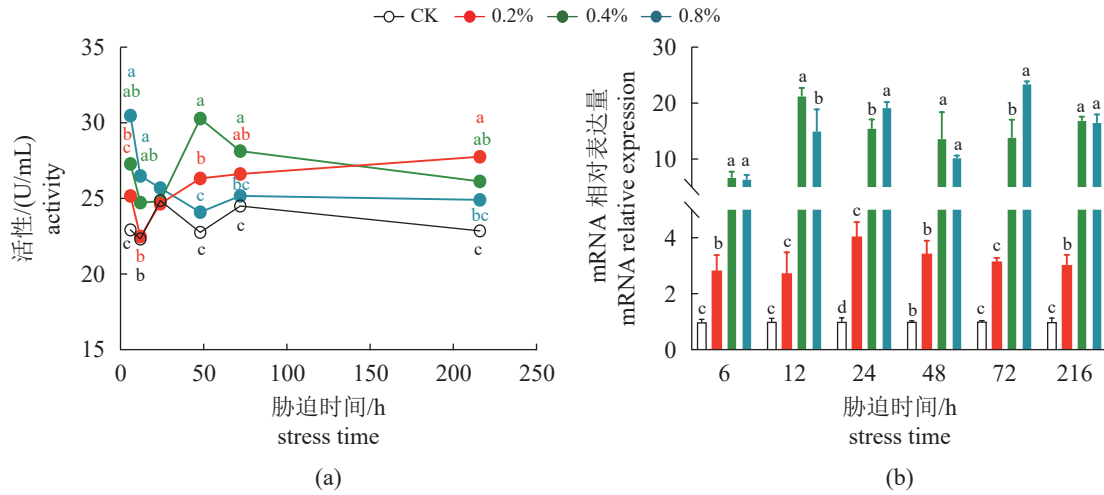 CK 0.2% 0.4% 0.8%
35
30
25
20
15
活性/(U/mL)
activity
a
ab
b
c
c
a
ab
b
b
a
b
c
c
a
ab
bc
c
a
ab
bc
c
0 50 100 150 200 250
胁迫时间/h
stress time
(a)
30
20
10
4
2
0
mRNA 相对表达量
mRNA relative expression
c b a a
c c a b
d c b a
b b a b
c c b a
c b a a
6 12 24 48 72 216
胁迫时间/h
stress time
(b)